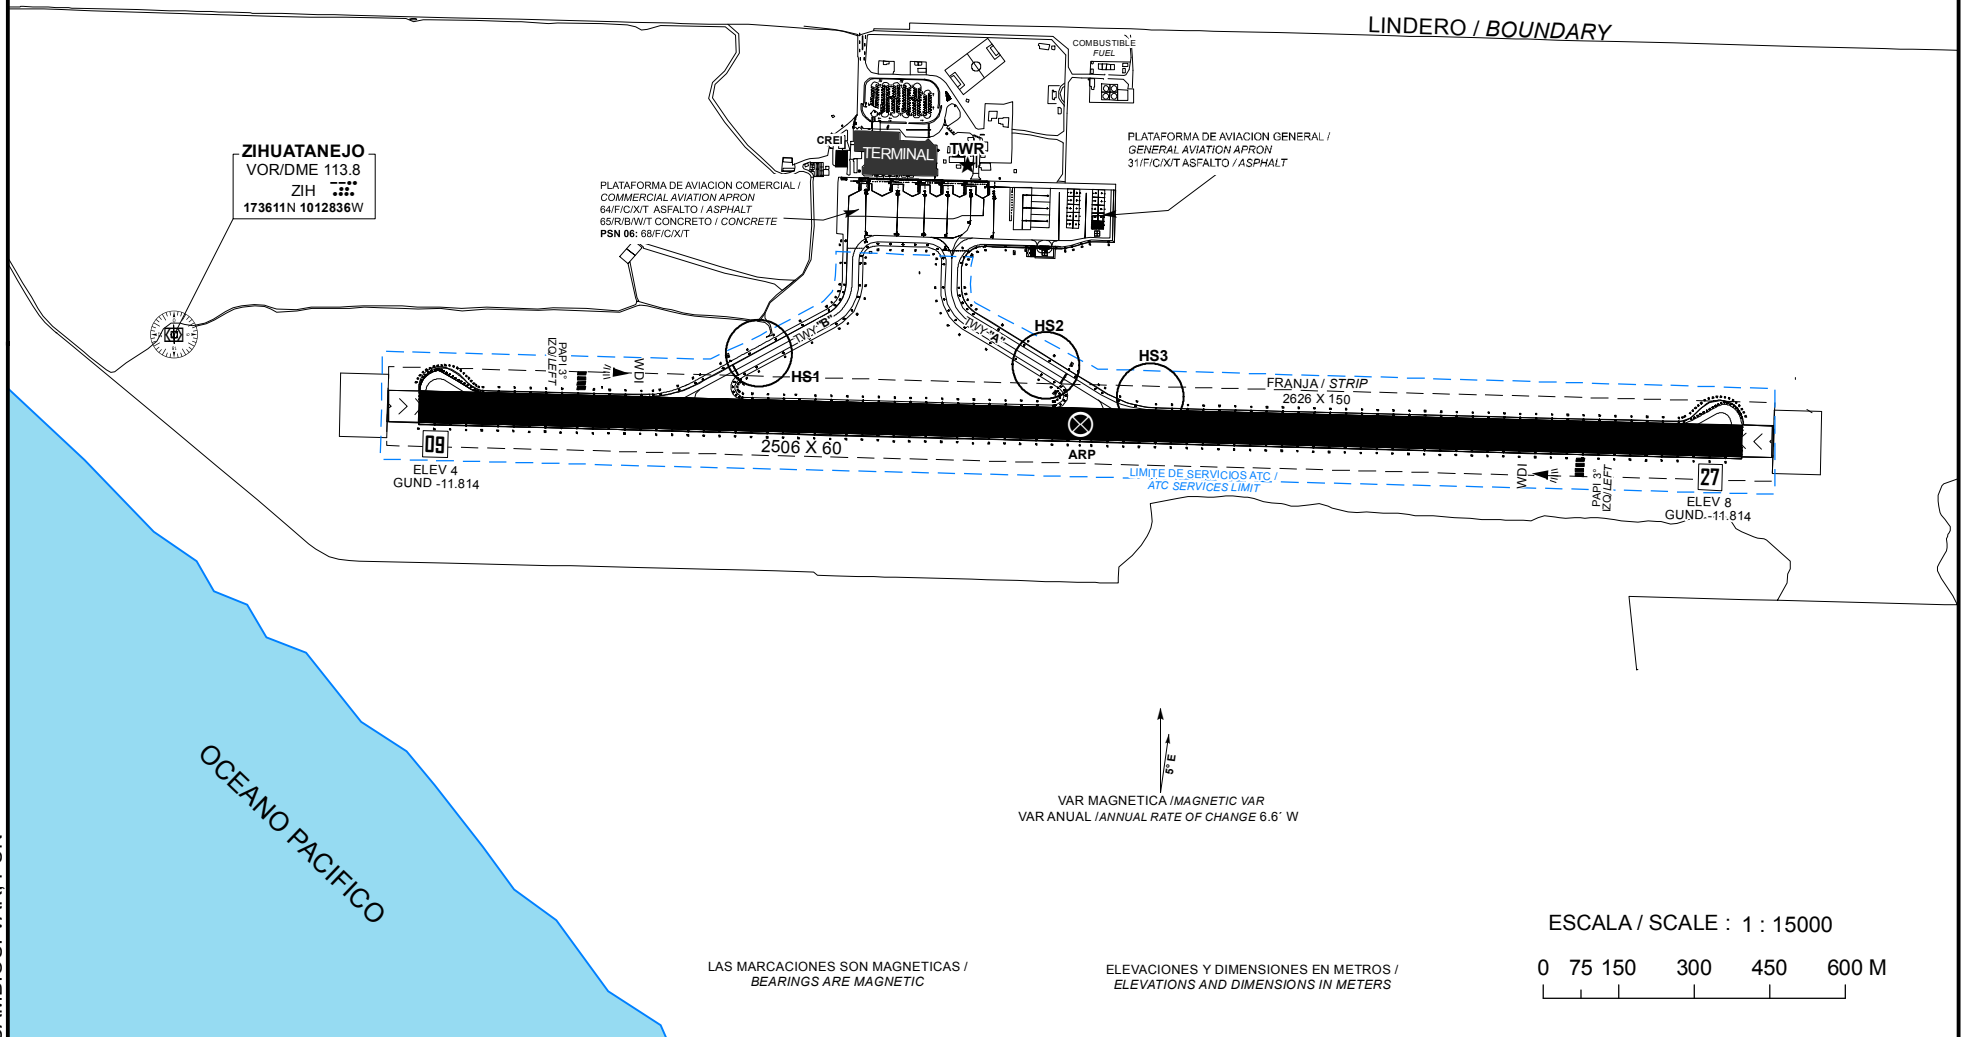 LINDERO / BOUNDARY
COMBUSTIBLE
FUEL
ZIHUATANEJO
VOR/DME 113.8
ZIH
173611N 1012836W
CREI
TERMINAL
TWR
PLATAFORMA DE AVIACION GENERAL /
GENERAL AVIATION APRON
31/F/C/X/T ASFALTO / ASPHALT
PLATAFORMA DE AVIACION COMERCIAL /
COMMERCIAL AVIATION APRON
64/F/C/X/T ASFALTO / ASPHALT
65/R/B/W/T CONCRETO / CONCRETE
PSN 06: 68/F/C/X/T
TWY "B"
TWY "A"
HS1
HS2
HS3
PAPI 3°
IZQ/LEFT
WDI
FRANJA / STRIP
2626 X 150
09
ELEV 4
GUND -11.814
2506 X 60
ARP
LIMITE DE SERVICIOS ATC /
ATC SERVICES LIMIT
WDI
PAPI 3°
IZQ/LEFT
27
ELEV 8
GUND -11.814
OCEANO PACIFICO
5° E
VAR MAGNETICA /MAGNETIC VAR
VAR ANUAL /ANNUAL RATE OF CHANGE 6.6´ W
LAS MARCACIONES SON MAGNETICAS /
BEARINGS ARE MAGNETIC
ELEVACIONES Y DIMENSIONES EN METROS /
ELEVATIONS AND DIMENSIONS IN METERS
ESCALA / SCALE : 1 : 15000
0 75 150 300 450 600 M